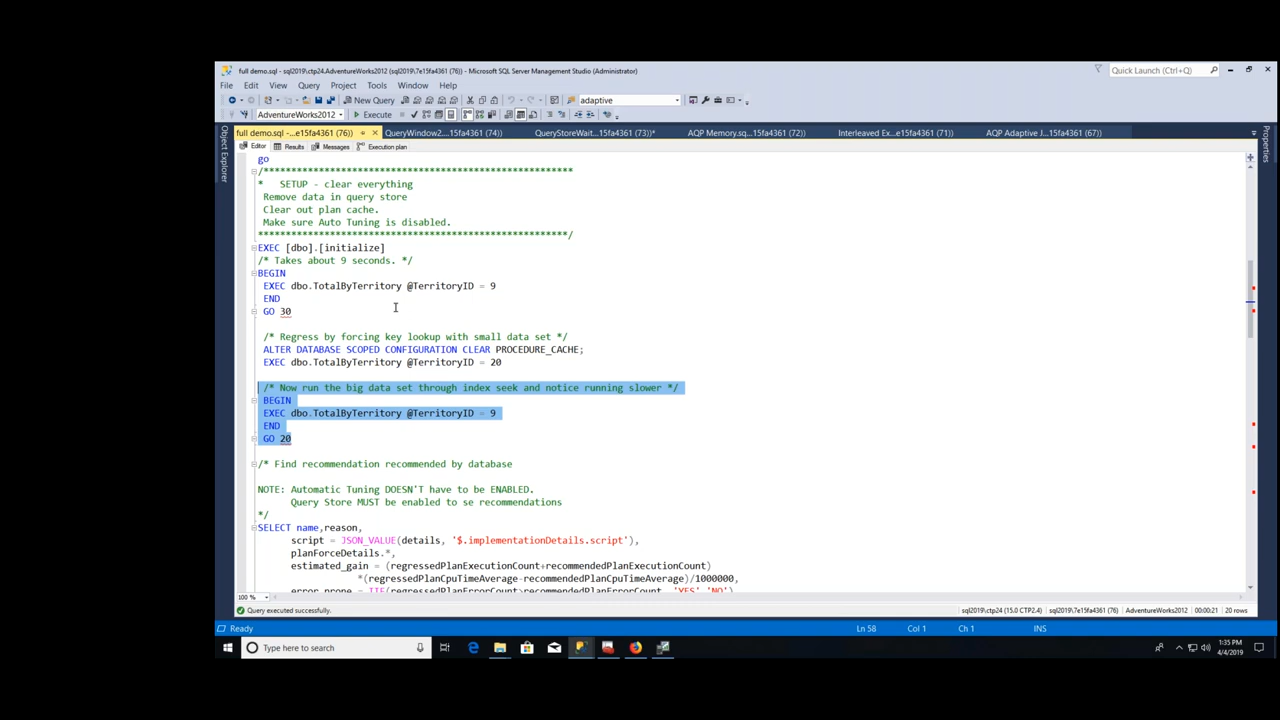 full demo.sql - sql2019\ctp24.AdventureWorks2012 (sql2019\7e15fa4361 (76)) - Microsoft SQL Server Management Studio (Administrator)
Quick Launch (Ctrl+Q)
File Edit View Query Project Tools Window Help
New Query
adaptive
AdventureWorks2012
Execute
full demo.sql -...e15fa4361 (76))
QueryWindow2....15fa4361 (74))
QueryStoreWait...15fa4361 (73))*
AQP Memory.sq...15fa4361 (72))
Interleaved Ex...e15fa4361 (71))
AQP Adaptive J...15fa4361 (67))
Object Explorer
Properties
Editor Results Messages Execution plan
go
/*********************************************************************
* SETUP - clear everything
Remove data in query store
Clear out plan cache.
Make sure Auto Tuning is disabled.
*********************************************************************/
EXEC [dbo].[initialize]
/* Takes about 9 seconds. */
BEGIN
EXEC dbo.TotalByTerritory @TerritoryID = 9
END
GO 30
/* Regress by forcing key lookup with small data set */
ALTER DATABASE SCOPED CONFIGURATION CLEAR PROCEDURE_CACHE;
EXEC dbo.TotalByTerritory @TerritoryID = 20
/* Now run the big data set through index seek and notice running slower */
BEGIN
EXEC dbo.TotalByTerritory @TerritoryID = 9
END
GO 20
/* Find recommendation recommended by database
NOTE: Automatic Tuning DOESN'T have to be ENABLED.
Query Store MUST be enabled to se recommendations
*/
SELECT name,reason,
script = JSON_VALUE(details, '$.implementationDetails.script'),
planForceDetails.*,
estimated_gain = (regressedPlanExecutionCount+recommendedPlanExecutionCount)
*(regressedPlanCpuTimeAverage-recommendedPlanCpuTimeAverage)/1000000,
error_prone = IIF(regressedPlanErrorCount>recommendedPlanErrorCount, 'YES','NO')
100 %
Query executed successfully.
sql2019\ctp24 (15.0 CTP2.4) sql2019\7e15fa4361 (76) AdventureWorks2012 00:00:21 20 rows
Ready
Ln 58 Col 1 Ch 1 INS
Type here to search
1:35 PM
4/4/2019